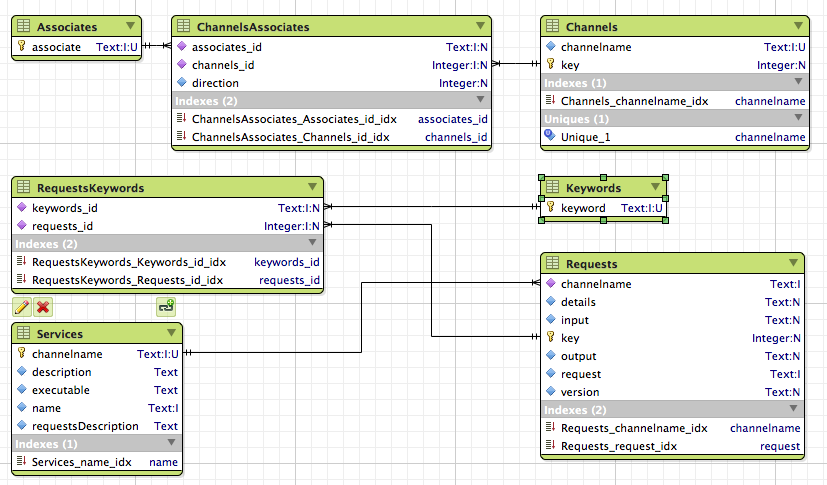 Associates
associate Text:I:U
ChannelsAssociates
associates_id Text:I:N
channels_id Integer:I:N
direction Integer:N
Indexes (2)
ChannelsAssociates_Associates_id_idx associates_id
ChannelsAssociates_Channels_id_idx channels_id
Channels
channelname Text:I:U
key Integer:N
Indexes (1)
Channels_channelname_idx channelname
Uniques (1)
Unique_1 channelname
RequestsKeywords
keywords_id Text:I:N
requests_id Integer:I:N
Indexes (2)
RequestsKeywords_Keywords_id_idx keywords_id
RequestsKeywords_Requests_id_idx requests_id
Keywords
keyword Text:I:U
Services
channelname Text:I:U
description Text
executable Text
name Text:I
requestsDescription Text
Indexes (1)
Services_name_idx name
Requests
channelname Text:I
details Text:N
input Text:N
key Integer:N
output Text:N
request Text:I
version Text:N
Indexes (2)
Requests_channelname_idx channelname
Requests_request_idx request